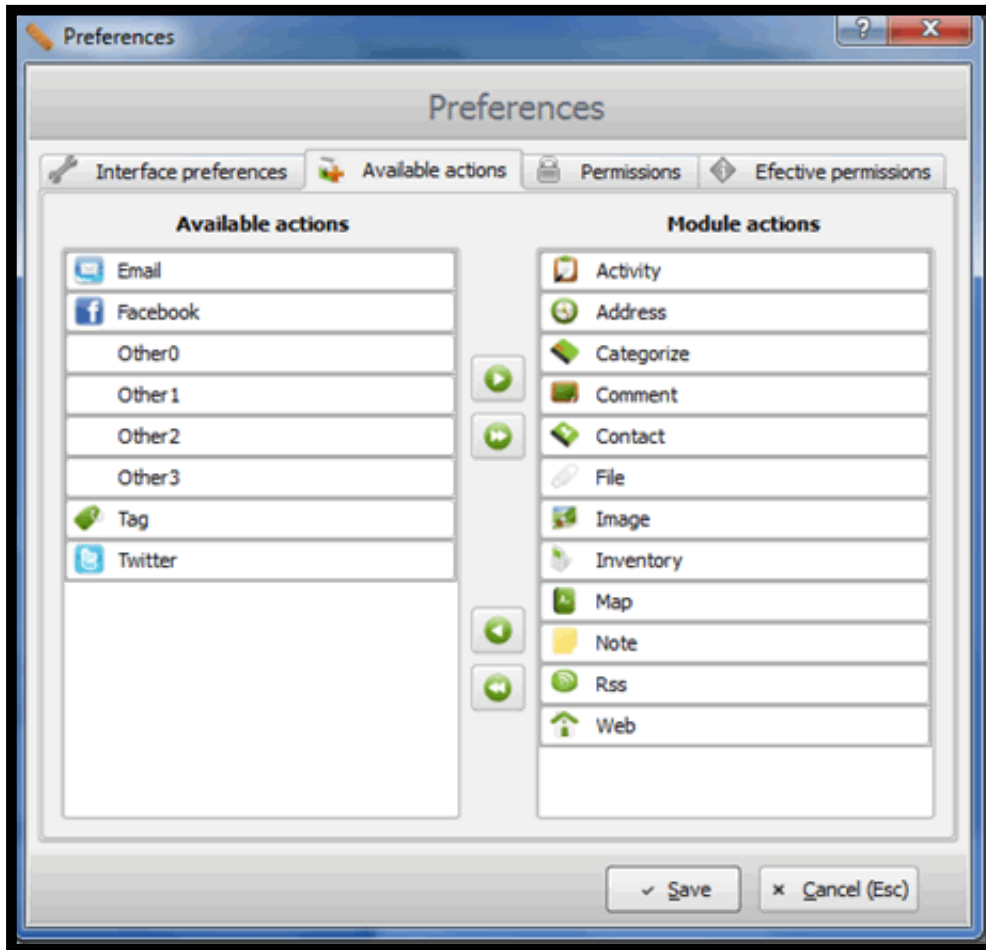 Preferences
Preferences
Interface preferences Available actions Permissions Efective permissions
Available actions
Email
Facebook
Other0
Other1
Other2
Other3
Tag
Twitter
Module actions
Activity
Address
Categorize
Comment
Contact
File
Image
Inventory
Map
Note
Rss
Web
Save Cancel (Esc)